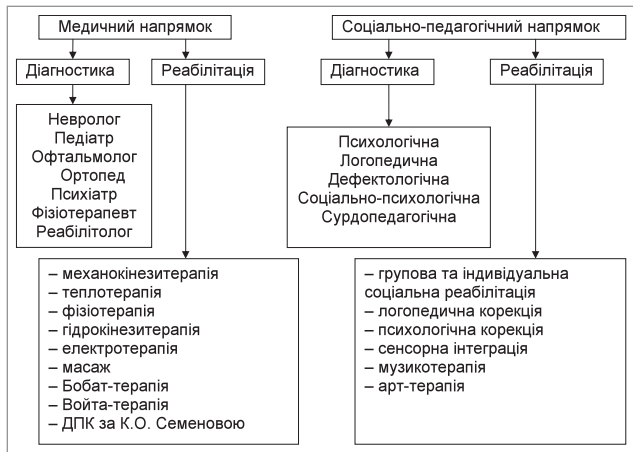 Медичний напрямок
Соціально-педагогічний напрямок
Діагностика
Реабілітація
Діагностика
Реабілітація
Невролог
Педіатр
Офтальмолог
Ортопед
Психіатр
Фізіотерапевт
Реабілітолог
Психологічна
Логопедична
Дефектологічна
Соціально-психологічна
Сурдопедагогічна
– механокінезитерапія
– теплотерапія
– фізіотерапія
– гідрокінезитерапія
– електротерапія
– масаж
– Бобат-терапія
– Войта-терапія
– ДПК за К.О. Семеновою
– групова та індивідуальна
соціальна реабілітація
– логопедична корекція
– психологічна корекція
– сенсорна інтеграція
– музикотерапія
– арт-терапія